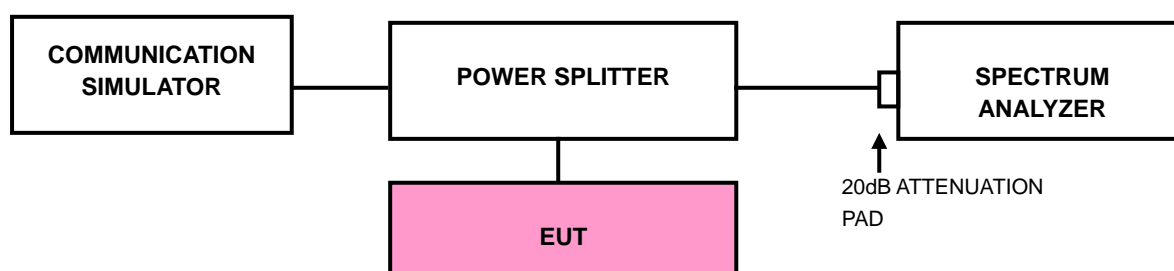 COMMUNICATION
SIMULATOR
POWER SPLITTER
SPECTRUM
ANALYZER
20dB ATTENUATION
PAD
EUT